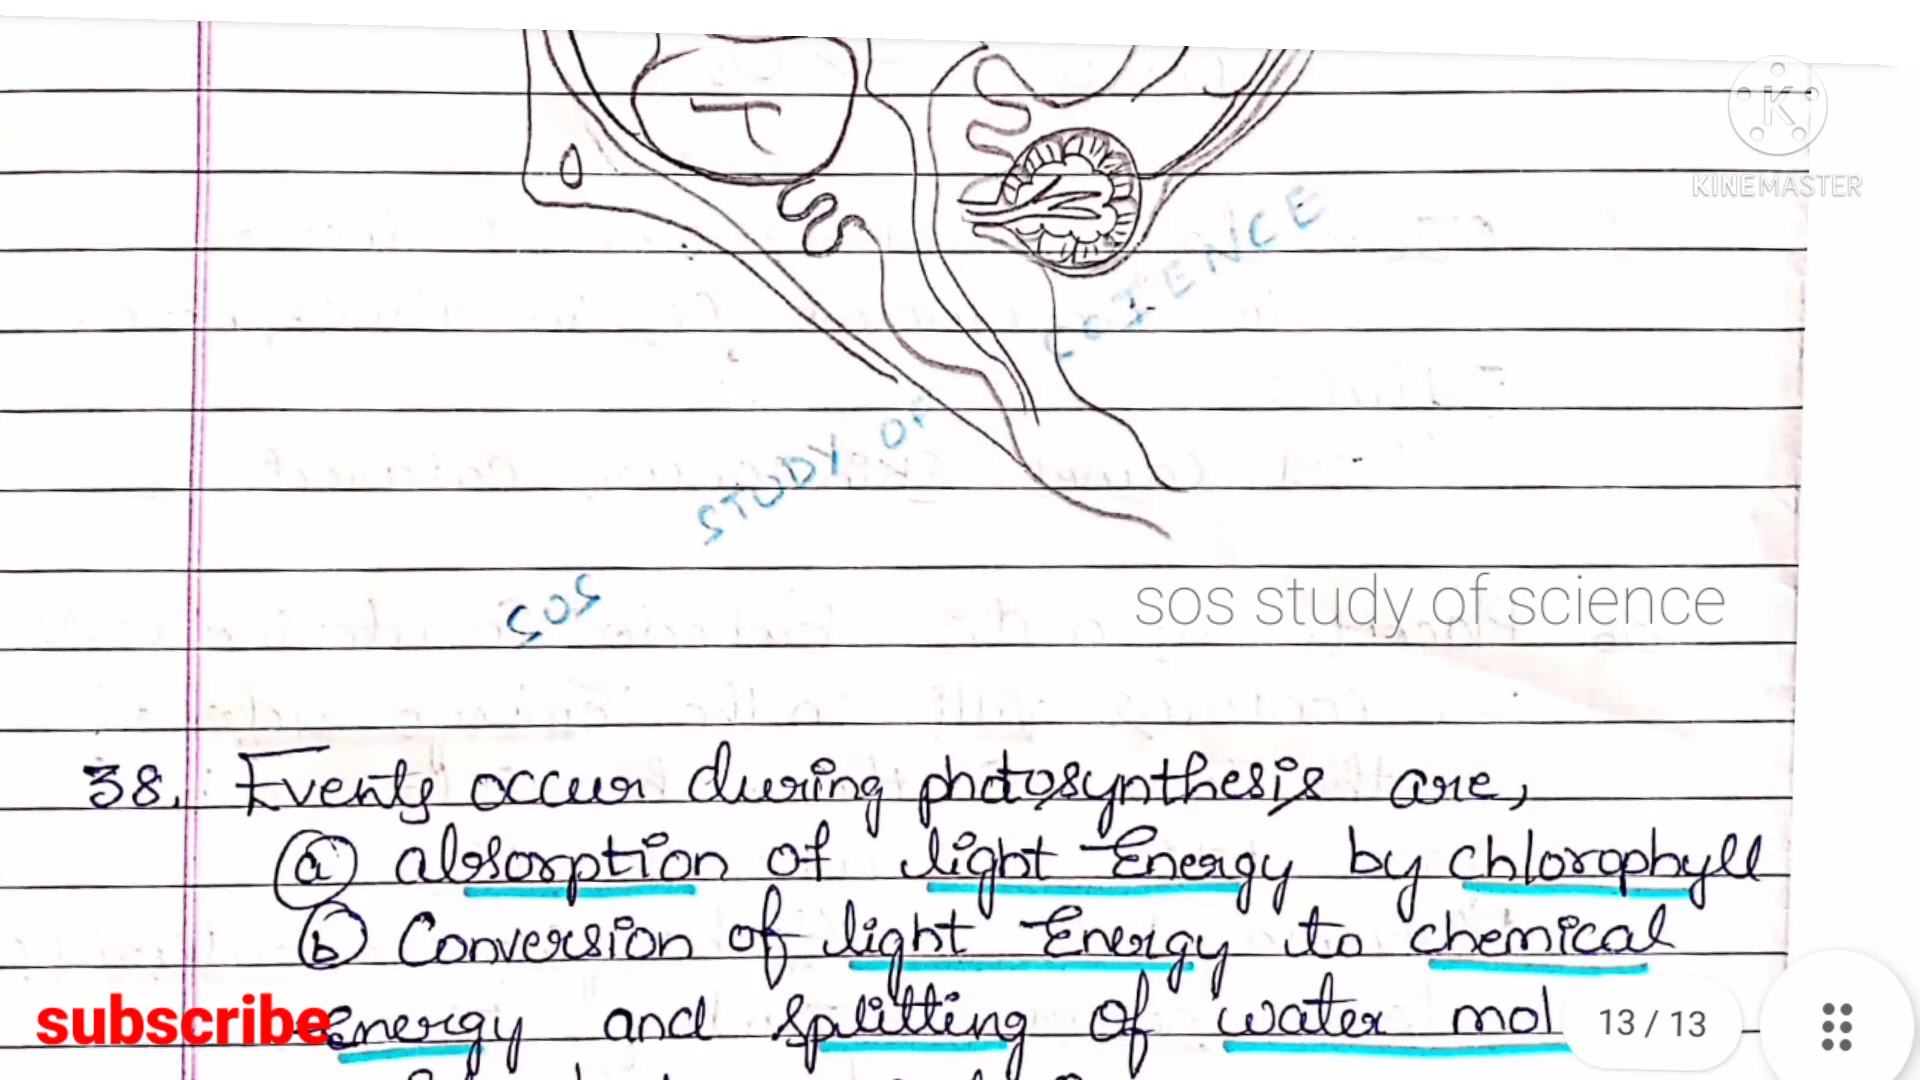 K
KINEMASTER
STUDY OF SCIENCE
SOS
sos study of science
38. Events occur during photosynthesis are,
(a) absorption of light Energy by chlorophyll
(b) Conversion of light Energy to chemical
Energy and splitting of water mol
subscribe
13 / 13